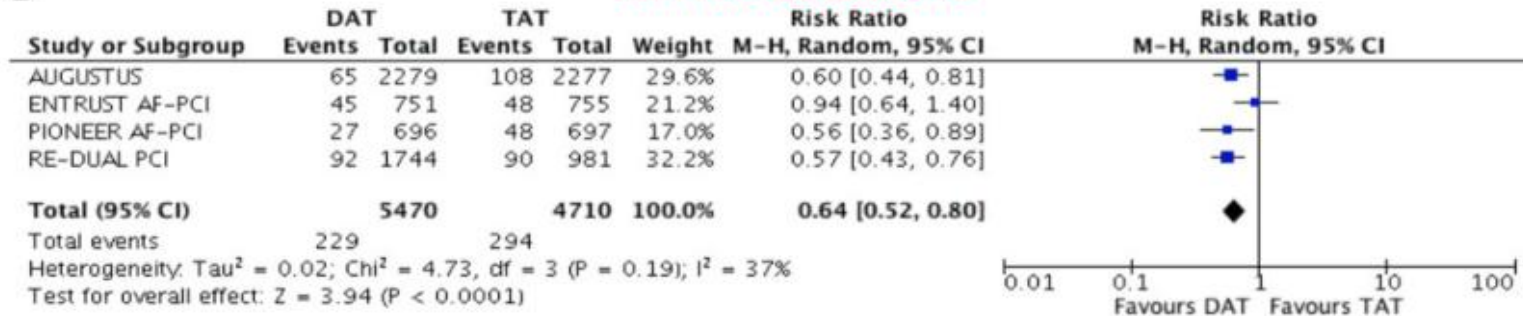 DAT TAT Risk Ratio Risk Ratio
Study or Subgroup Events Total Events Total Weight M-H, Random, 95% CI M-H, Random, 95% CI
AUGUSTUS 65 2279 108 2277 29.6% 0.60 [0.44, 0.81]
ENTRUST AF-PCI 45 751 48 755 21.2% 0.94 [0.64, 1.40]
PIONEER AF-PCI 27 696 48 697 17.0% 0.56 [0.36, 0.89]
RE-DUAL PCI 92 1744 90 981 32.2% 0.57 [0.43, 0.76]
Total (95% CI) 5470 4710 100.0% 0.64 [0.52, 0.80]
Total events 229 294
Heterogeneity: Tau² = 0.02; Chi² = 4.73, df = 3 (P = 0.19); I² = 37%
Test for overall effect: Z = 3.94 (P < 0.0001)
0.01 0.1 1 10 100
Favours DAT Favours TAT